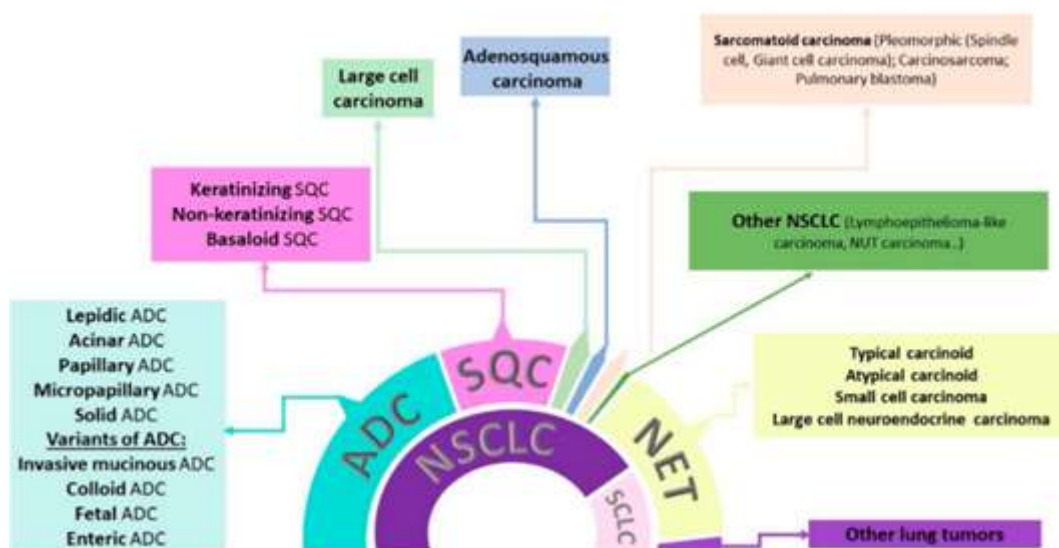 Large cell
carcinoma
Adenosquamous
carcinoma
Sarcomatoid carcinoma (Pleomorphic (Spindle
cell, Giant cell carcinoma); Carcinosarcoma;
Pulmonary blastoma)
Keratinizing SQC
Non-keratinizing SQC
Basaloid SQC
Other NSCLC (Lymphoepithelioma-like
carcinoma, NUT carcinoma..)
Lepidic ADC
Acinar ADC
Papillary ADC
Micropapillary ADC
Solid ADC
Variants of ADC:
Invasive mucinous ADC
Colloid ADC
Fetal ADC
Enteric ADC
ADC
SQC
NSCLC
SCLC
NET
Typical carcinoid
Atypical carcinoid
Small cell carcinoma
Large cell neuroendocrine carcinoma
Other lung tumors